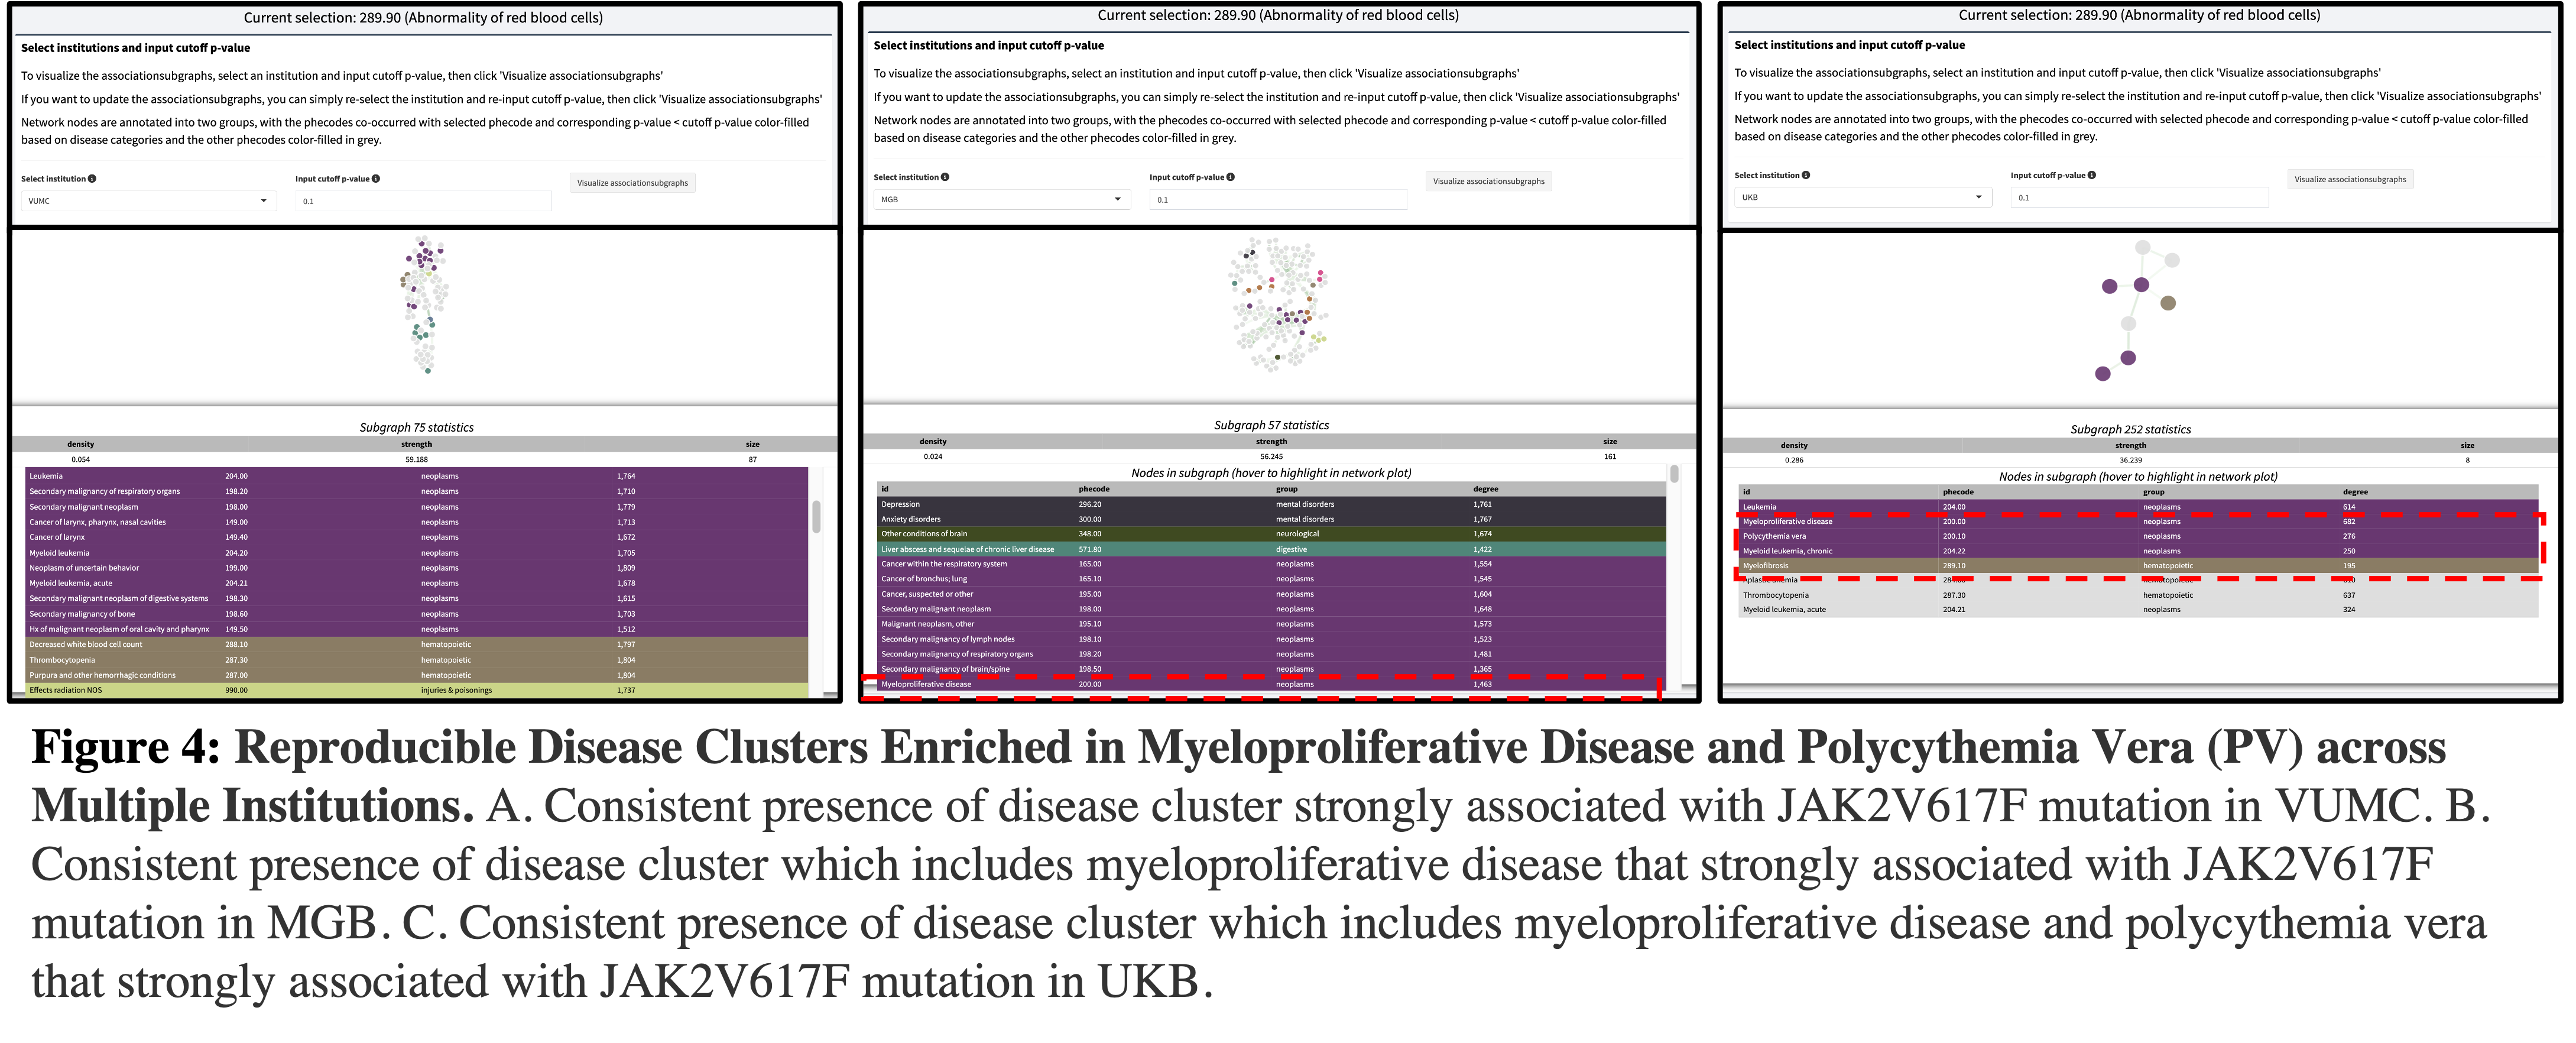 Current selection: 289.90 (Abnormality of red blood cells)
Select institutions and input cutoff p-value
To visualize the associationsubgraphs, select an institution and input cutoff p-value, then click 'Visualize associationsubgraphs'
If you want to update the associationsubgraphs, you can simply re-select the institution and re-input cutoff p-value, then click 'Visualize associationsubgraphs'
Network nodes are annotated into two groups, with the phecodes co-occurred with selected phecode and corresponding p-value < cutoff p-value color-filled
based on disease categories and the other phecodes color-filled in grey.
Select institution Input cutoff p-value Visualize associationsubgraphs
VUMC 0.1
Subgraph 75 statistics
density strength size
0.054 59.188 87
Leukemia 204.00 neoplasms 1,764
Secondary malignancy of respiratory organs 198.20 neoplasms 1,710
Secondary malignant neoplasm 198.00 neoplasms 1,779
Cancer of larynx, pharynx, nasal cavities 149.00 neoplasms 1,713
Cancer of larynx 149.40 neoplasms 1,672
Myeloid leukemia 204.20 neoplasms 1,705
Neoplasm of uncertain behavior 199.00 neoplasms 1,809
Myeloid leukemia, acute 204.21 neoplasms 1,678
Secondary malignant neoplasm of digestive systems 198.30 neoplasms 1,615
Secondary malignancy of bone 198.60 neoplasms 1,703
Hx of malignant neoplasm of oral cavity and pharynx 149.50 neoplasms 1,512
Decreased white blood cell count 288.10 hematopoietic 1,797
Thrombocytopenia 287.30 hematopoietic 1,804
Purpura and other hemorrhagic conditions 287.00 hematopoietic 1,804
Effects radiation NOS 990.00 injuries & poisonings 1,737
Current selection: 289.90 (Abnormality of red blood cells)
Select institutions and input cutoff p-value
To visualize the associationsubgraphs, select an institution and input cutoff p-value, then click 'Visualize associationsubgraphs'
If you want to update the associationsubgraphs, you can simply re-select the institution and re-input cutoff p-value, then click 'Visualize associationsubgraphs'
Network nodes are annotated into two groups, with the phecodes co-occurred with selected phecode and corresponding p-value < cutoff p-value color-filled
based on disease categories and the other phecodes color-filled in grey.
Select institution Input cutoff p-value Visualize associationsubgraphs
MGB 0.1
Subgraph 57 statistics
density strength size
0.024 56.245 161
Nodes in subgraph (hover to highlight in network plot)
id phecode group degree
Depression 296.20 mental disorders 1,761
Anxiety disorders 300.00 mental disorders 1,767
Other conditions of brain 348.00 neurological 1,674
Liver abscess and sequelae of chronic liver disease 571.80 digestive 1,422
Cancer within the respiratory system 165.00 neoplasms 1,554
Cancer of bronchus; lung 165.10 neoplasms 1,545
Cancer, suspected or other 195.00 neoplasms 1,604
Secondary malignant neoplasm 198.00 neoplasms 1,648
Malignant neoplasm, other 195.10 neoplasms 1,573
Secondary malignancy of lymph nodes 198.10 neoplasms 1,523
Secondary malignancy of respiratory organs 198.20 neoplasms 1,481
Secondary malignancy of brain/spine 198.50 neoplasms 1,365
Myeloproliferative disease 200.00 neoplasms 1,463
Current selection: 289.90 (Abnormality of red blood cells)
Select institutions and input cutoff p-value
To visualize the associationsubgraphs, select an institution and input cutoff p-value, then click 'Visualize associationsubgraphs'
If you want to update the associationsubgraphs, you can simply re-select the institution and re-input cutoff p-value, then click 'Visualize associationsubgraphs'
Network nodes are annotated into two groups, with the phecodes co-occurred with selected phecode and corresponding p-value < cutoff p-value color-filled
based on disease categories and the other phecodes color-filled in grey.
Select institution Input cutoff p-value Visualize associationsubgraphs
UKB 0.1
Subgraph 252 statistics
density strength size
0.286 36.239 8
Nodes in subgraph (hover to highlight in network plot)
id phecode group degree
Leukemia 204.00 neoplasms 614
Myeloproliferative disease 200.00 neoplasms 682
Polycythemia vera 200.10 neoplasms 276
Myeloid leukemia, chronic 204.22 neoplasms 250
Myelofibrosis 289.10 hematopoietic 195
Aplastic anemia hematopoietic
Thrombocytopenia 287.30 hematopoietic 637
Myeloid leukemia, acute 204.21 neoplasms 324
Figure 4: Reproducible Disease Clusters Enriched in Myeloproliferative Disease and Polycythemia Vera (PV) across
Multiple Institutions. A. Consistent presence of disease cluster strongly associated with JAK2V617F mutation in VUMC. B.
Consistent presence of disease cluster which includes myeloproliferative disease that strongly associated with JAK2V617F
mutation in MGB. C. Consistent presence of disease cluster which includes myeloproliferative disease and polycythemia vera
that strongly associated with JAK2V617F mutation in UKB.